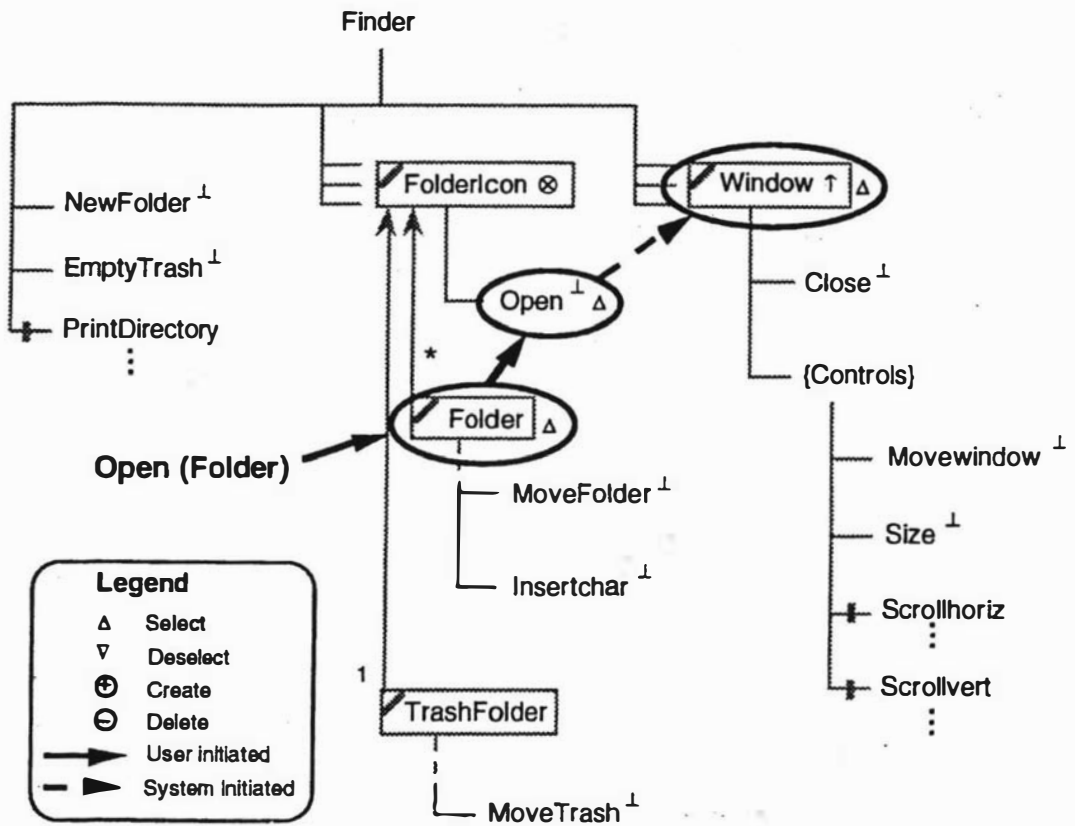 Finder
FolderIcon ⊗
Window ↑ Δ
NewFolder ⊥
EmptyTrash ⊥
PrintDirectory
⋮
Open ⊥ Δ
Close ⊥
{Controls}
*
Folder Δ
Open (Folder)
MoveFolder ⊥
Insertchar ⊥
Movewindow ⊥
Size ⊥
Scrollhoriz
⋮
Scrollvert
⋮
1
TrashFolder
MoveTrash ⊥
Legend
Δ Select
∇ Deselect
⊕ Create
⊖ Delete
User initiated
System Initiated